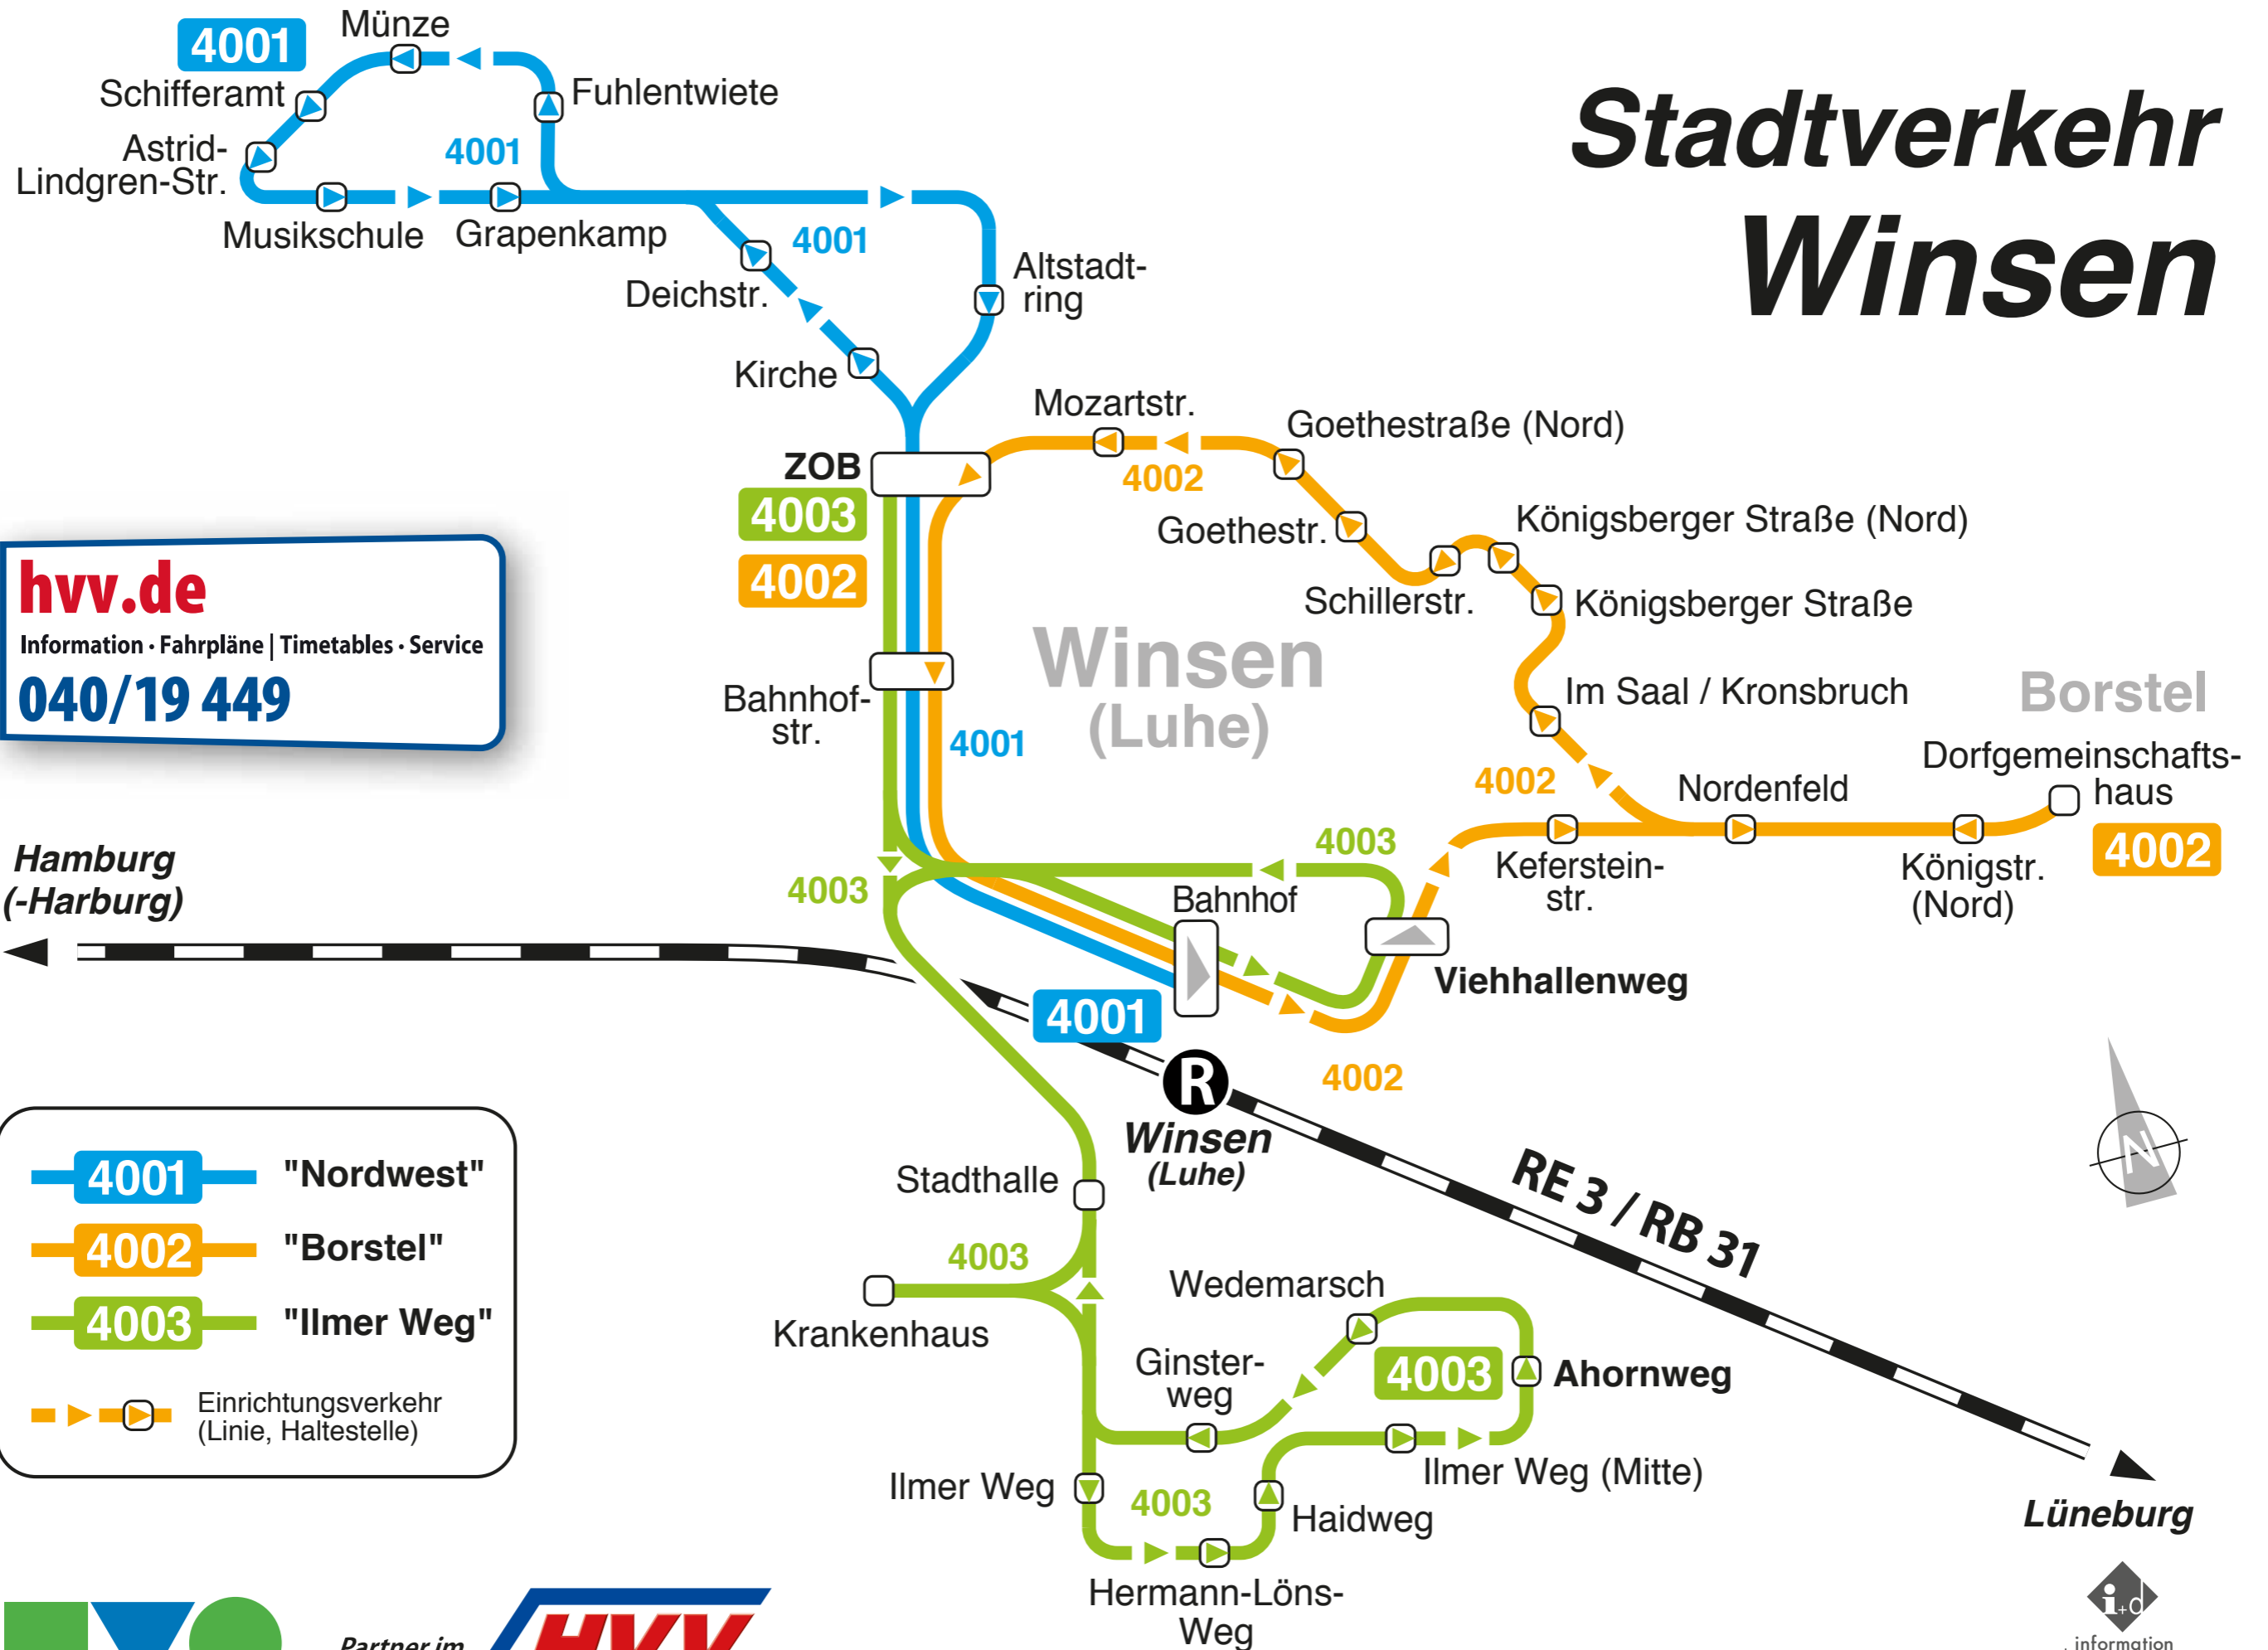 Stadtverkehr
Winsen
4001
Münze
Schifferamt
Fuhlentwiete
Astrid-
Lindgren-Str.
4001
Musikschule
Grapenkamp
4001
Deichstr.
Altstadt-
ring
Kirche
Mozartstr.
Goethestraße (Nord)
ZOB
4002
4003
4002
Goethestr.
Königsberger Straße (Nord)
Schillerstr.
Königsberger Straße
hvv.de
Information · Fahrpläne | Timetables · Service
040/19 449
Winsen
(Luhe)
Bahnhof-
str.
4001
Im Saal / Kronsbruch
Borstel
Dorfgemeinschafts-
haus
4002
Nordenfeld
4002
4003
Keferstein-
str.
Königstr.
(Nord)
Hamburg
(-Harburg)
4003
Bahnhof
Viehhallenweg
4001
R
4002
Winsen
(Luhe)
RE 3 / RB 31
N
4001
"Nordwest"
4002
"Borstel"
4003
"Ilmer Weg"
Einrichtungsverkehr
(Linie, Haltestelle)
Stadthalle
4003
Krankenhaus
Wedemarsch
Ginster-
weg
4003
Ahornweg
Ilmer Weg
4003
Ilmer Weg (Mitte)
Haidweg
Hermann-Löns-
Weg
Lüneburg
Partner im
HVV
i+d
information